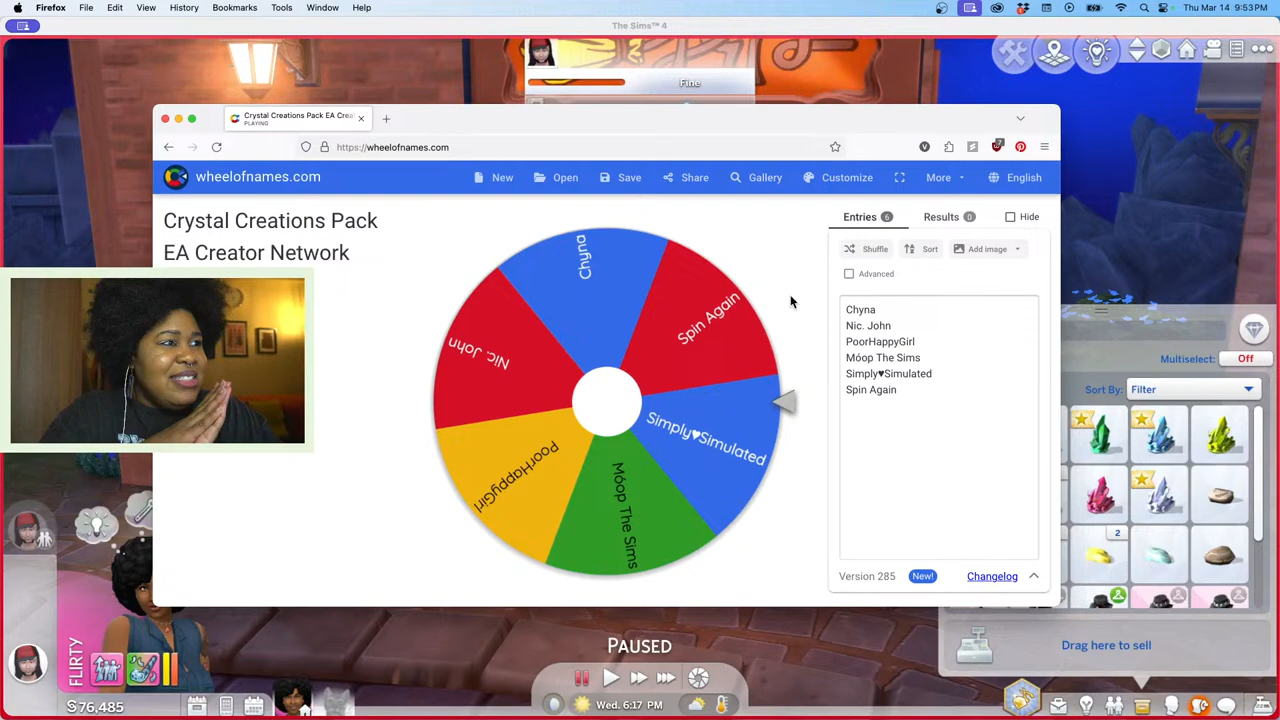 Firefox File Edit View History Bookmarks Tools Window Help
Thu Mar 14 9:53 PM
The Sims™ 4
Fine
Crystal Creations Pack EA Crea
PLAYING
https://wheelofnames.com
wheelofnames.com
New Open Save Share Gallery Customize More English
Crystal Creations Pack
EA Creator Network
Entries 6 Results 0 Hide
Shuffle Sort Add image
Advanced
Chyna
Nic. John
PoorHappyGirl
Móop The Sims
Simply♥Simulated
Spin Again
Chyna
Spin Again
Nic. John
Simply♥Simulated
PoorHappyGirl
Móop The Sims
Version 285 New! Changelog
Multiselect: Off
Sort By: Filter
2
Drag here to sell
FLIRTY
PAUSED
§76,485
Wed. 6:17 PM